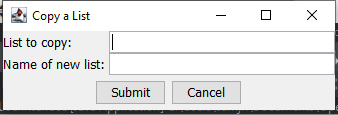 Copy a List
List to copy:
Name of new list:
Submit Cancel